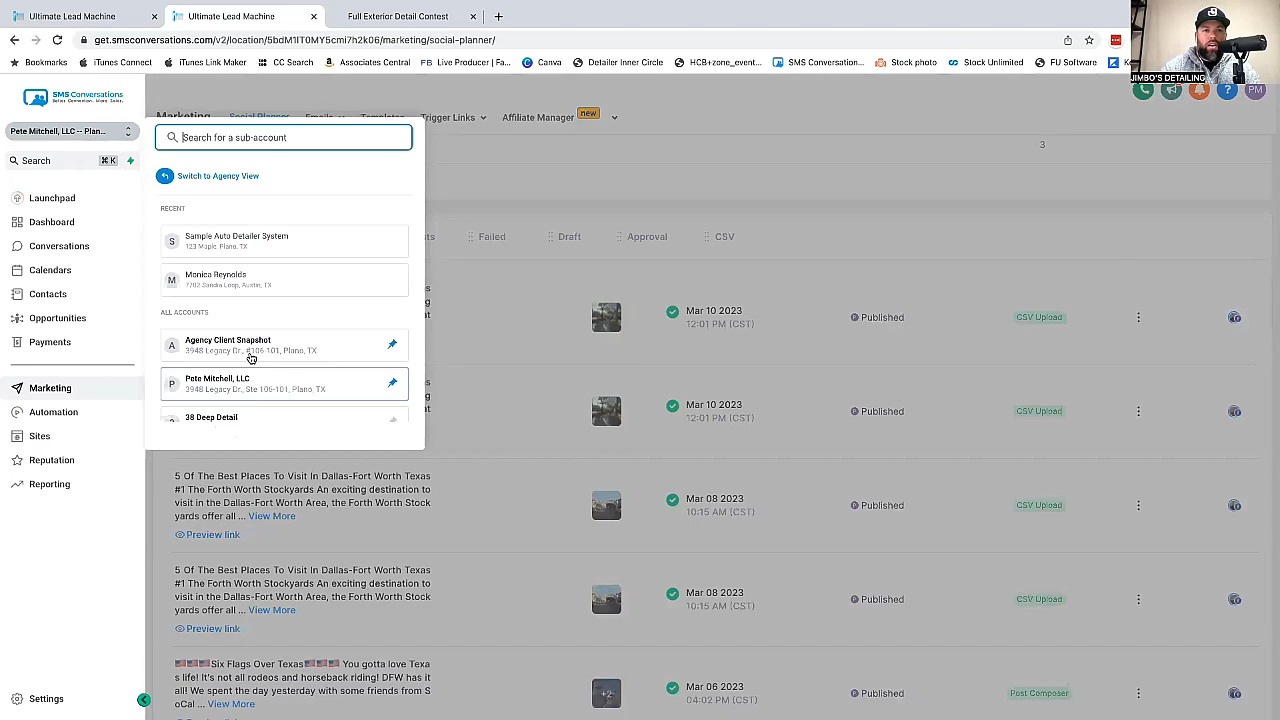 Ultimate Lead Machine
Ultimate Lead Machine
Full Exterior Detail Contest
get.smsconversations.com/v2/location/5bdM1IT0MY5cmi7h2k06/marketing/social-planner/
Bookmarks
iTunes Connect
iTunes Link Maker
CC Search
Associates Central
Live Producer | Fa...
Canva
Detailer Inner Circle
HCB+zone_event...
SMS Conversation...
Stock photo
Stock Unlimited
FU Software
JIMBO'S DETAILING
SMS Conversations
Better Connection. More Sales.
Pete Mitchell, LLC -- Plan...
Search
⌘ K
Launchpad
Dashboard
Conversations
Calendars
Contacts
Opportunities
Payments
Marketing
Automation
Sites
Reputation
Reporting
Settings
Marketing
Social Planner
Emails
Templates
Trigger Links
Affiliate Manager
new
PM
3
Search for a sub-account
Switch to Agency View
RECENT
S
Sample Auto Detailer System
123 Maple, Plano, TX
M
Monica Reynolds
7702 Sandia Loop, Austin, TX
ALL ACCOUNTS
A
Agency Client Snapshot
3948 Legacy Dr., #106-101, Plano, TX
P
Pete Mitchell, LLC
3948 Legacy Dr., Ste 106-101, Plano, TX
38 Deep Detail
Failed
Draft
Approval
CSV
Mar 10 2023
12:01 PM (CST)
Published
CSV Upload
Mar 10 2023
12:01 PM (CST)
Published
CSV Upload
5 Of The Best Places To Visit In Dallas-Fort Worth Texas
#1 The Forth Worth Stockyards An exciting destination to
visit in the Dallas-Fort Worth Area, the Forth Worth Stock
yards offer all ... View More
Preview link
Mar 08 2023
10:15 AM (CST)
Published
CSV Upload
5 Of The Best Places To Visit In Dallas-Fort Worth Texas
#1 The Forth Worth Stockyards An exciting destination to
visit in the Dallas-Fort Worth Area, the Forth Worth Stock
yards offer all ... View More
Preview link
Mar 08 2023
10:15 AM (CST)
Published
CSV Upload
🇺🇸🇺🇸🇺🇸Six Flags Over Texas🇺🇸🇺🇸🇺🇸 You gotta love Texa
s life! It's not all rodeos and horseback riding! DFW has it
all! We spent the day yesterday with some friends from S
oCal ... View More
+2
Mar 06 2023
04:02 PM (CST)
Published
Post Composer